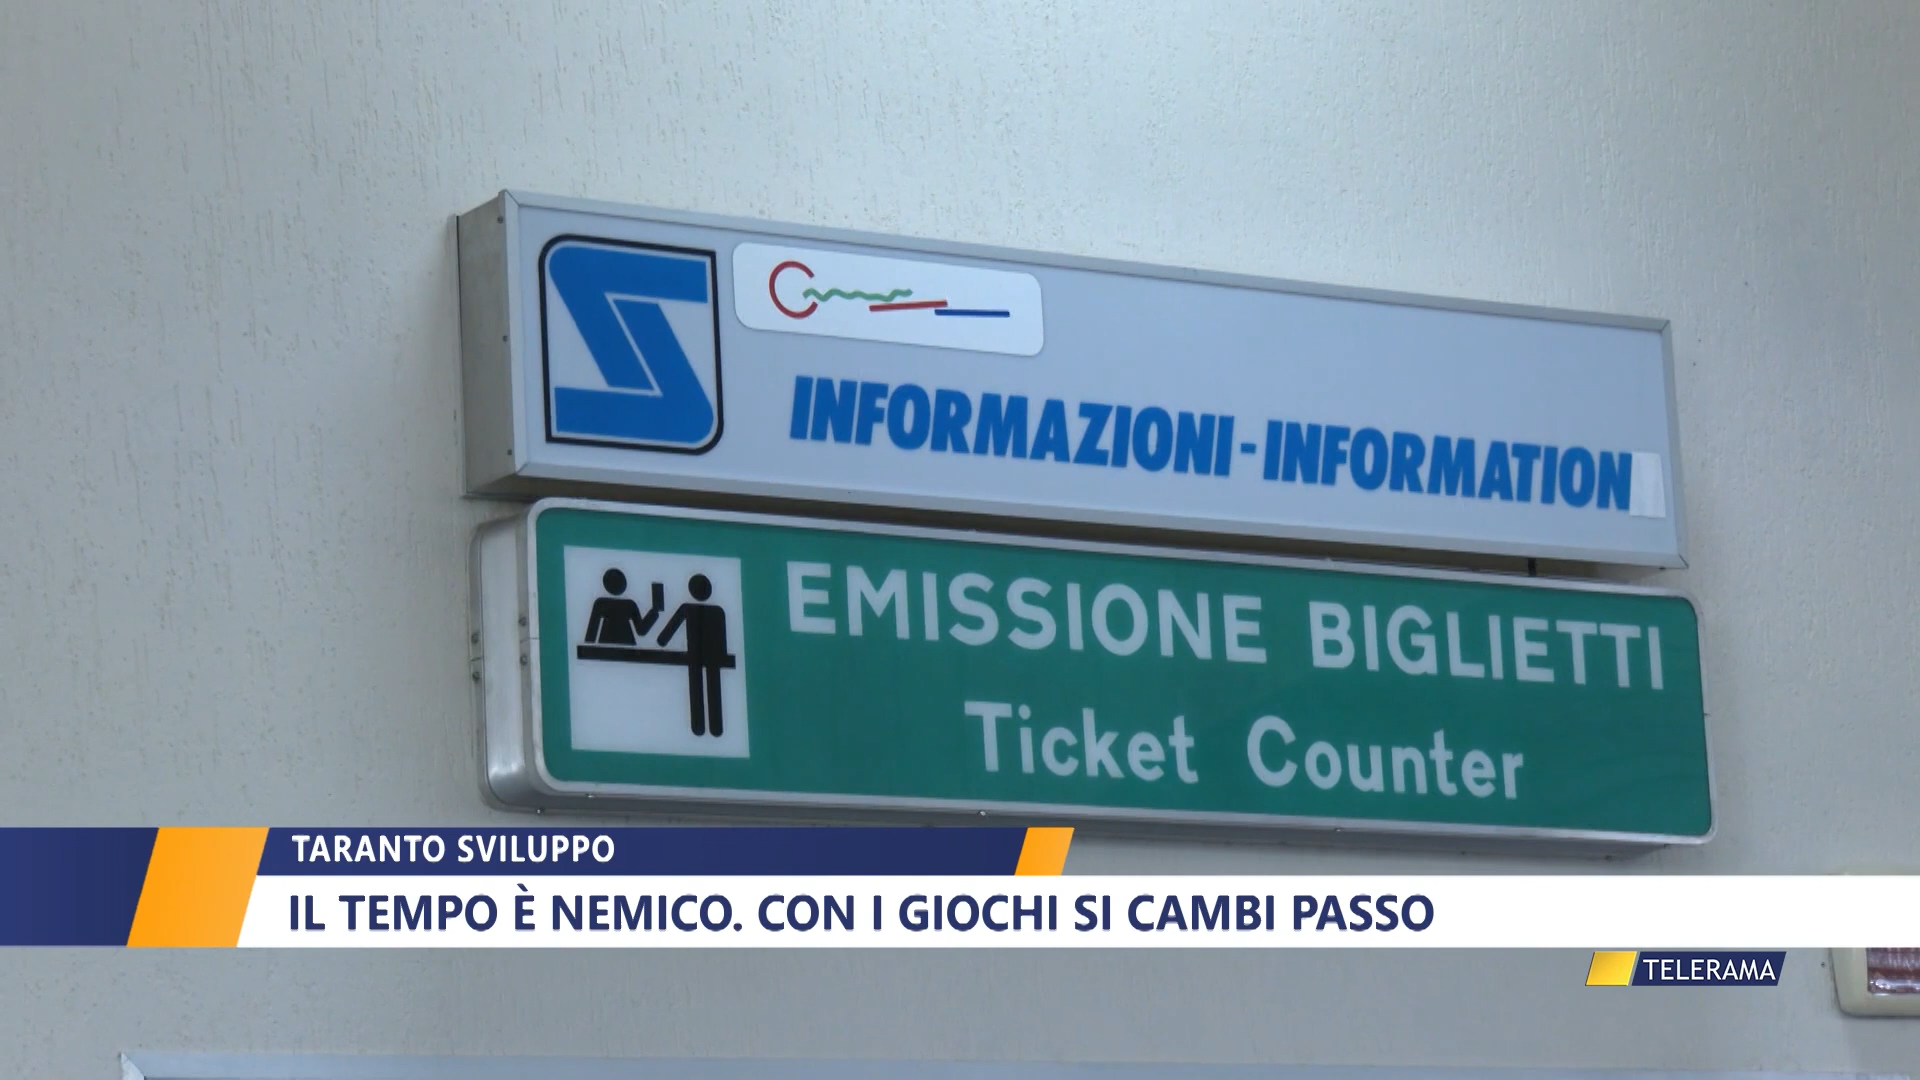 INFORMAZIONI - INFORMATION
EMISSIONE BIGLIETTI
Ticket Counter
TARANTO SVILUPPO
IL TEMPO È NEMICO. CON I GIOCHI SI CAMBI PASSO
TELERAMA